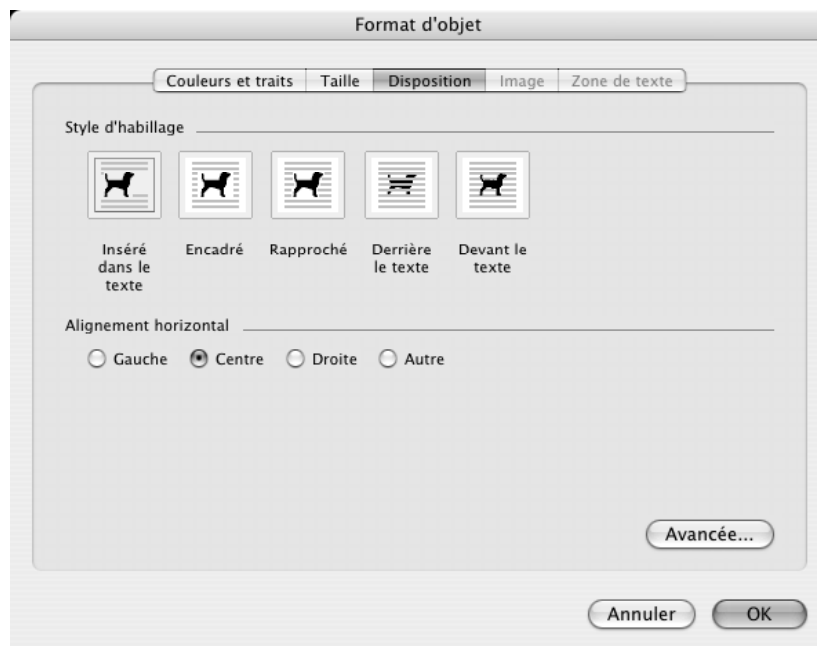 Format d'objet
Couleurs et traits Taille Disposition Image Zone de texte
Style d'habillage
Inséré dans le texte
Encadré
Rapproché
Derrière le texte
Devant le texte
Alignement horizontal
Gauche Centre Droite Autre
Avancée...
Annuler OK